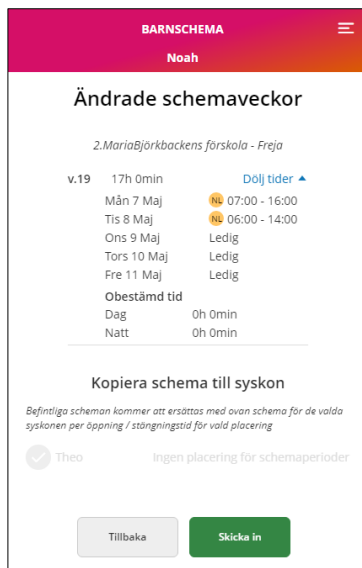 BARNSCHEMA
Noah
Ändrade schemaveckor
2.MariaBjörkbackens förskola - Freja
v.19 17h 0min Dölj tider
Mån 7 Maj NL 07:00 - 16:00
Tis 8 Maj NL 06:00 - 14:00
Ons 9 Maj Ledig
Tors 10 Maj Ledig
Fre 11 Maj Ledig
Obestämd tid
Dag 0h 0min
Natt 0h 0min
Kopiera schema till syskon
Befintliga scheman kommer att ersättas med ovan schema för de valda
syskonen per öppning / stängningstid för vald placering
Theo Ingen placering för schemaperioder
Tillbaka Skicka in